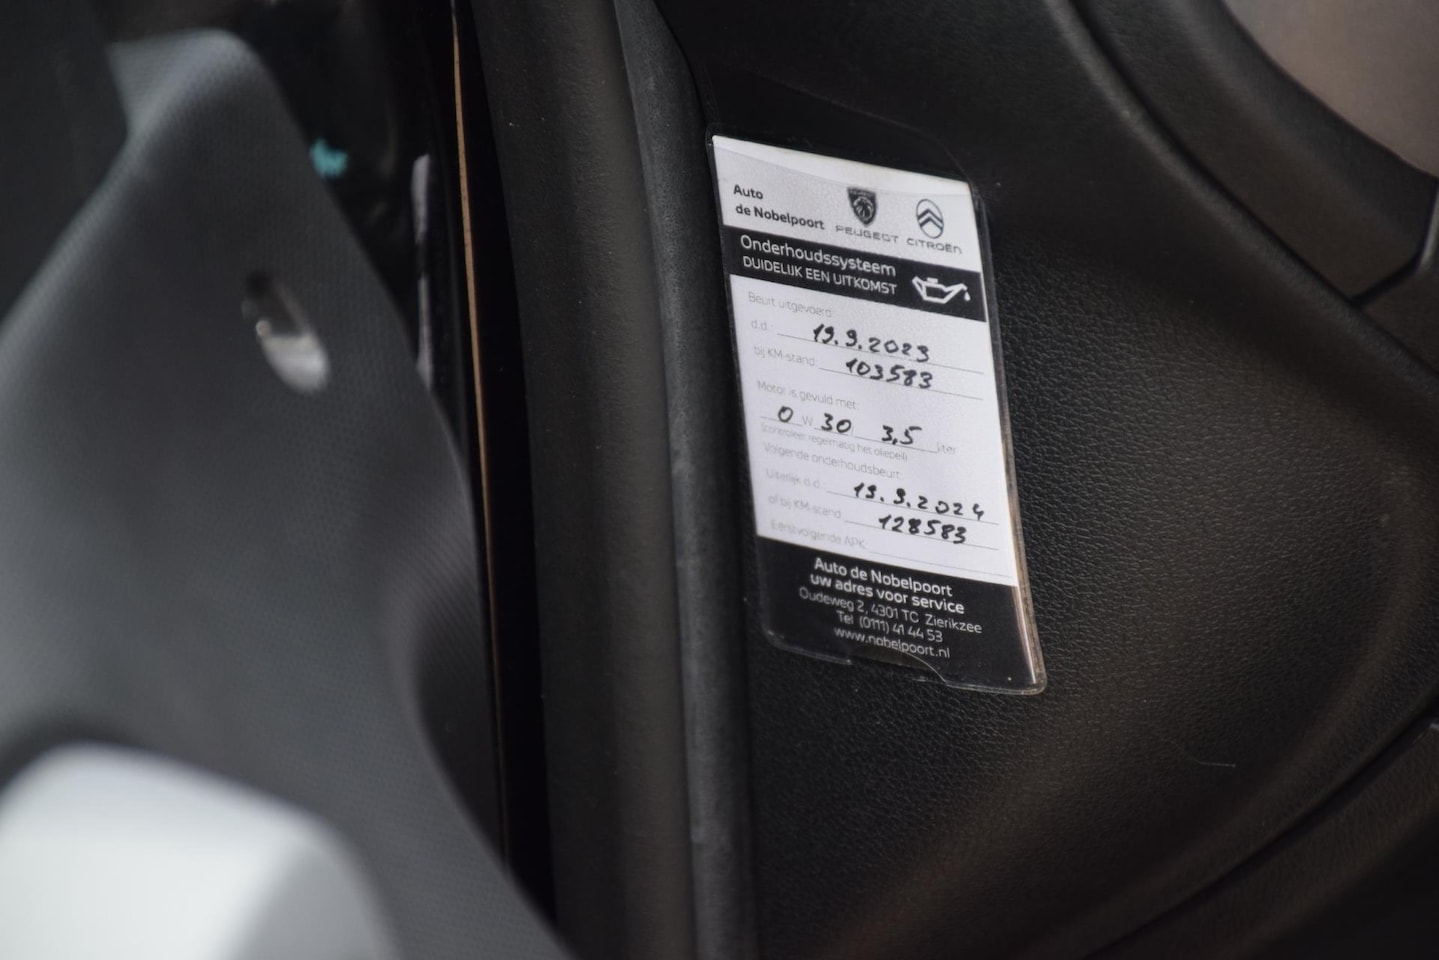 Auto
de Nobelpoort
PEUGEOT
CITROËN
Onderhoudssysteem
DUIDELIJK EEN UITKOMST
Beurt uitgevoerd:
d.d.: 19.9.2023
bij KM-stand: 103583
Motor is gevuld met:
0 W 30 3,5 liter
(controleer regelmatig het oliepeil)
Volgende onderhoudsbeurt:
Uiterlijk d.d.: 19.9.2024
of bij KM-stand: 128583
Eerstvolgende APK:
Auto de Nobelpoort
uw adres voor service
Oudeweg 2, 4301 TC Zierikzee
Tel (0111) 41 44 53
www.nobelpoort.nl